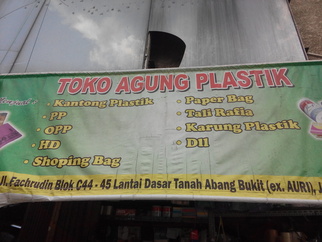 TOKO AGUNG PLASTIK
• Kantong Plastik
• PP
• OPP
• HD
• Shoping Bag
• Paper Bag
• Tali Rafia
• Karung Plastik
• Dll
Jl. Fachrudin Blok C44 - 45 Lantai Dasar Tanah Abang Bukit (ex. AURI), J